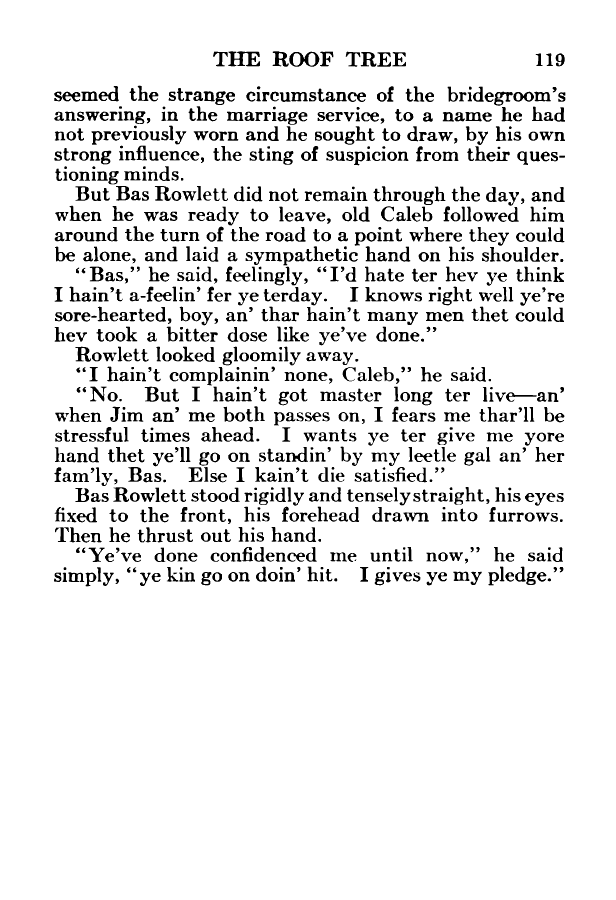 THE ROOF TREE 119
seemed the strange circumstance of the bridegroom's
answering, in the marriage service, to a name he had
not previously worn and he sought to draw, by his own
strong influence, the sting of suspicion from their ques-
tioning minds.
But Bas Rowlett did not remain through the day, and
when he was ready to leave, old Caleb followed him
around the turn of the road to a point where they could
be alone, and laid a sympathetic hand on his shoulder.
"Bas," he said, feelingly, "I'd hate ter hev ye think
I hain't a-feelin' fer ye terday. I knows right well ye're
sore-hearted, boy, an' thar hain't many men thet could
hev took a bitter dose like ye've done."
Rowlett looked gloomily away.
"I hain't complainin' none, Caleb," he said.
"No. But I hain't got master long ter live—an'
when Jim an' me both passes on, I fears me thar'll be
stressful times ahead. I wants ye ter give me yore
hand thet ye'll go on standin' by my leetle gal an' her
fam'ly, Bas. Else I kain't die satisfied."
Bas Rowlett stood rigidly and tensely straight, his eyes
fixed to the front, his forehead drawn into furrows.
Then he thrust out his hand.
"Ye've done confidenced me until now," he said
simply, "ye kin go on doin' hit. I gives ye my pledge."